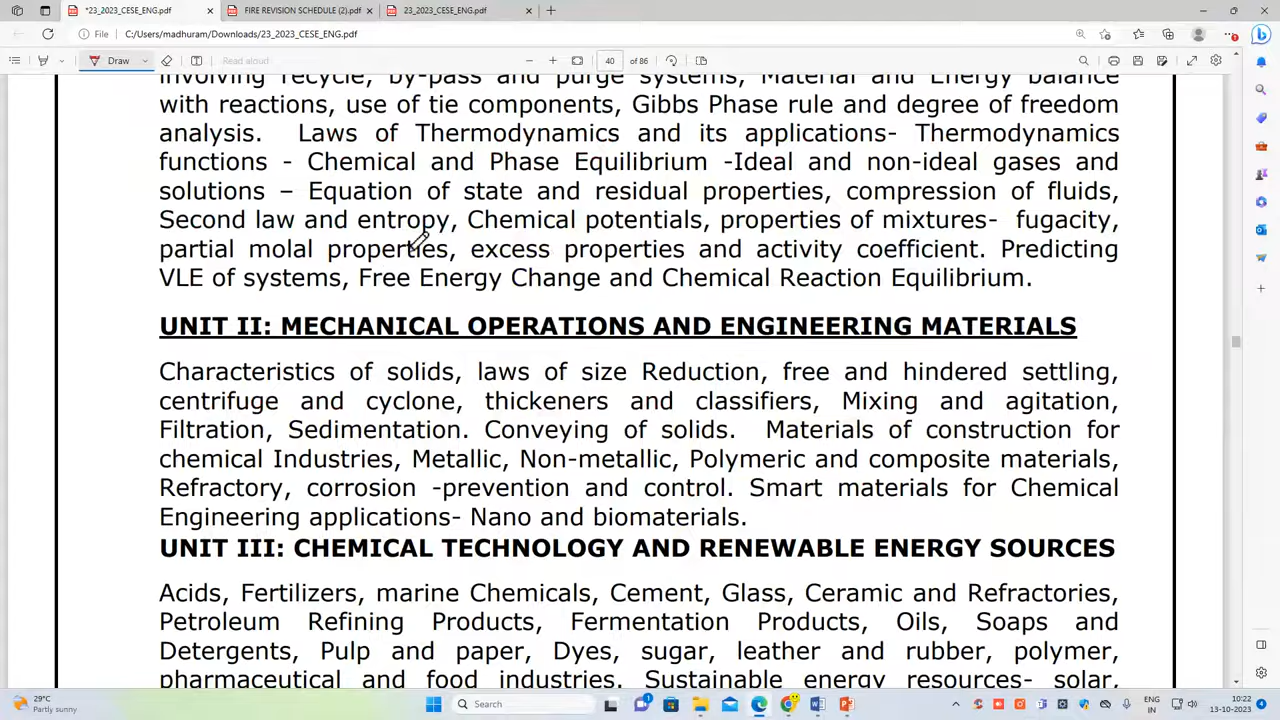 *23_2023_CESE_ENG.pdf
FIRE REVISION SCHEDULE (2).pdf
23_2023_CESE_ENG.pdf
File
C:/Users/madhuram/Downloads/23_2023_CESE_ENG.pdf
Draw
Read aloud
40 of 86
involving recycle, by-pass and purge systems, Material and Energy balance
with reactions, use of tie components, Gibbs Phase rule and degree of freedom
analysis. Laws of Thermodynamics and its applications- Thermodynamics
functions - Chemical and Phase Equilibrium -Ideal and non-ideal gases and
solutions – Equation of state and residual properties, compression of fluids,
Second law and entropy, Chemical potentials, properties of mixtures- fugacity,
partial molal properties, excess properties and activity coefficient. Predicting
VLE of systems, Free Energy Change and Chemical Reaction Equilibrium.
UNIT II: MECHANICAL OPERATIONS AND ENGINEERING MATERIALS
Characteristics of solids, laws of size Reduction, free and hindered settling,
centrifuge and cyclone, thickeners and classifiers, Mixing and agitation,
Filtration, Sedimentation. Conveying of solids. Materials of construction for
chemical Industries, Metallic, Non-metallic, Polymeric and composite materials,
Refractory, corrosion -prevention and control. Smart materials for Chemical
Engineering applications- Nano and biomaterials.
UNIT III: CHEMICAL TECHNOLOGY AND RENEWABLE ENERGY SOURCES
Acids, Fertilizers, marine Chemicals, Cement, Glass, Ceramic and Refractories,
Petroleum Refining Products, Fermentation Products, Oils, Soaps and
Detergents, Pulp and paper, Dyes, sugar, leather and rubber, polymer,
pharmaceutical and food industries. Sustainable energy resources- solar,
29°C
Partly sunny
Search
1
ENG
IN
10:22
13-10-2023
4